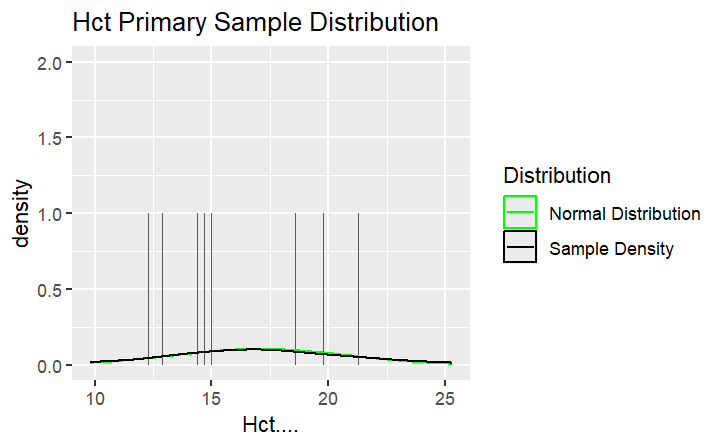 Hct Primary Sample Distribution
2.0
1.5
1.0
0.5
0.0
density
10 15 20 25
Hct....
Distribution
Normal Distribution
Sample Density